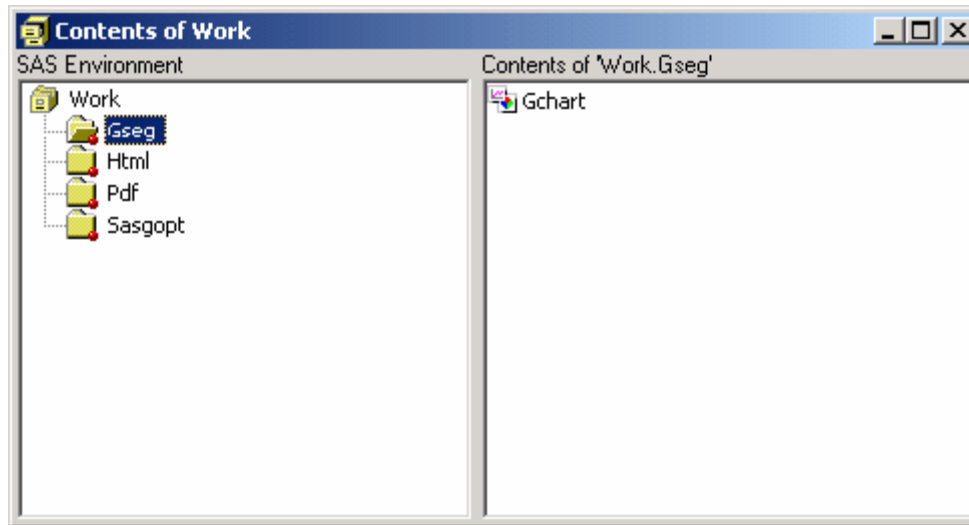 Contents of Work
SAS Environment
Contents of 'Work.Gseg'
Work
Gseg
Html
Pdf
Sasgopt
Gchart